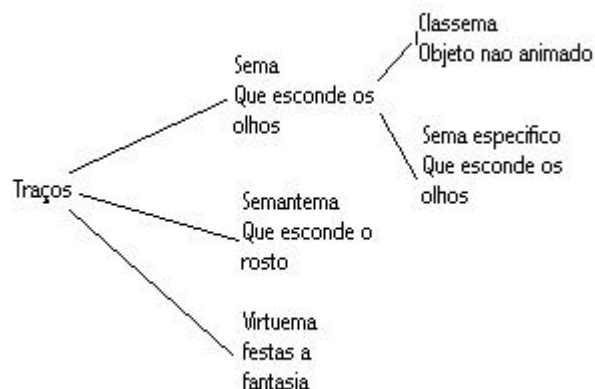 Classema
Objeto nao animado
Sema
Que esconde os
olhos
Sema especifico
Que esconde os
olhos
Traços
Semantema
Que esconde o
rosto
Virtuema
festas a
fantasia